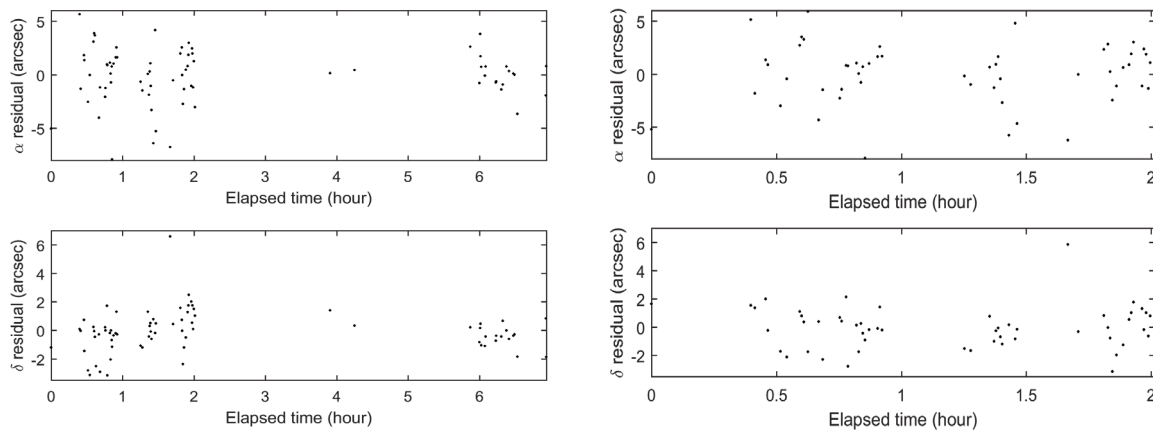 α residual (arcsec)
5
0
-5
0 1 2 3 4 5 6
Elapsed time (hour)
α residual (arcsec)
5
0
-5
0 0.5 1 1.5 2
Elapsed time (hour)
δ residual (arcsec)
6
4
2
0
-2
0 1 2 3 4 5 6
Elapsed time (hour)
δ residual (arcsec)
6
4
2
0
-2
0 0.5 1 1.5 2
Elapsed time (hour)